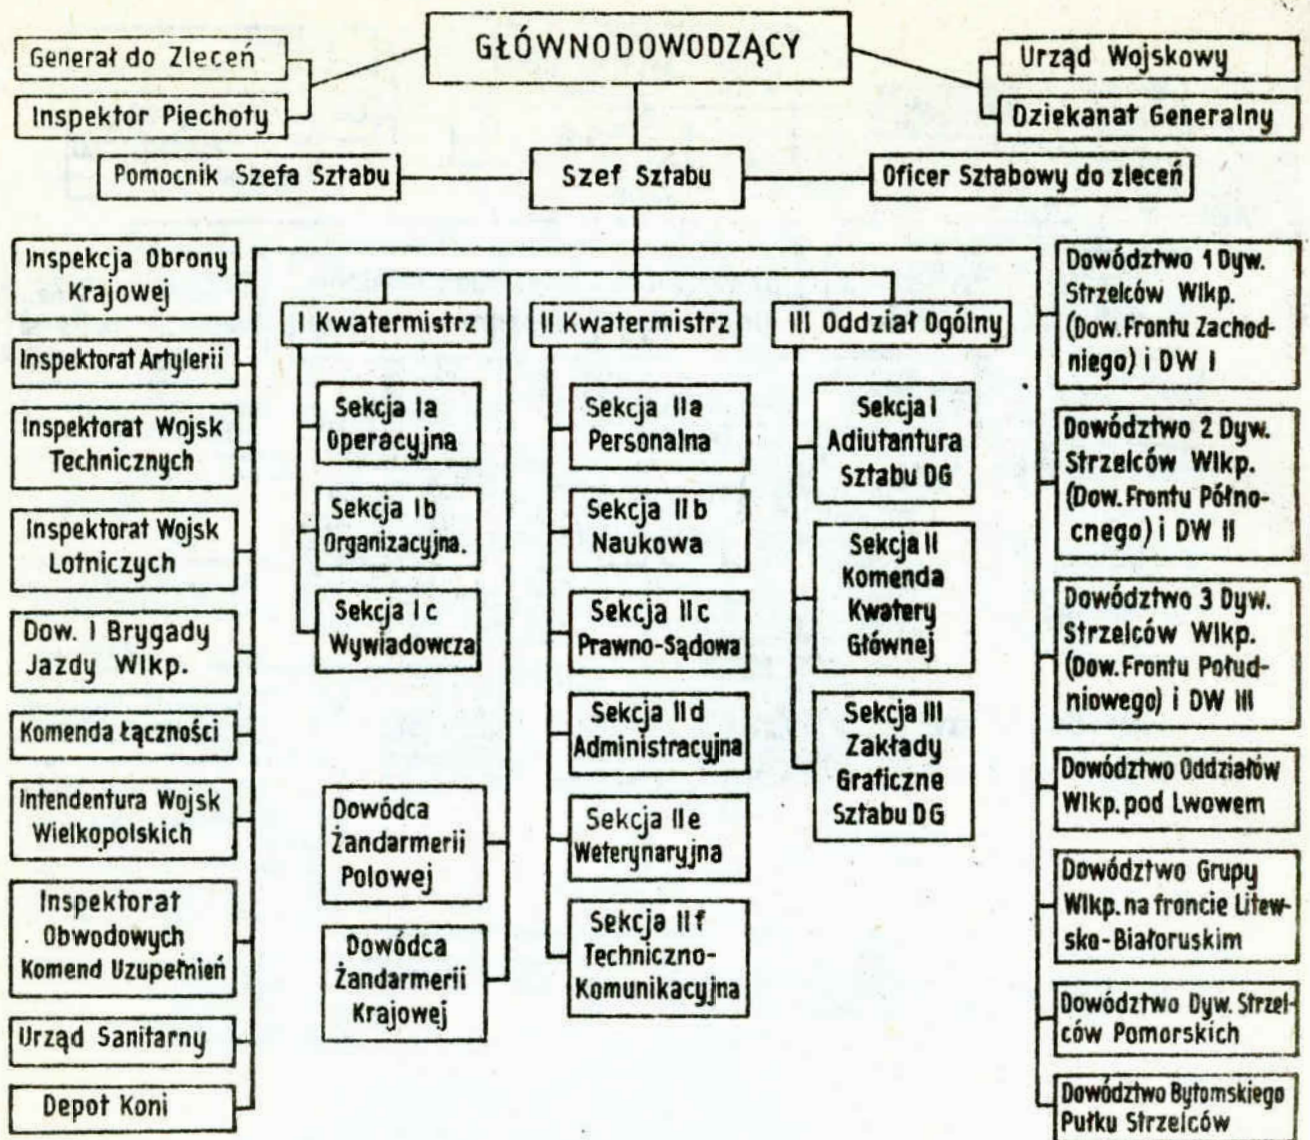 GŁÓWNODOWODZĄCY
Generał do Zleceń
Inspektor Piechoty
Urząd Wojskowy
Dziekanat Generalny
Pomocnik Szefa Sztabu
Szef Sztabu
Oficer Sztabowy do zleceń
Inspekcja Obrony
Krajowej
Inspektorat Artylerii
Inspektorat Wojsk
Technicznych
Inspektorat Wojsk
Lotniczych
Dow. I Brygady
Jazdy Wlkp.
Komenda Łączności
Intendentura Wojsk
Wielkopolskich
Inspektorat
Obwodowych
Komend Uzupełnień
Urząd Sanitarny
Depot Koni
I Kwatermistrz
Sekcja Ia
Operacyjna
Sekcja Ib
Organizacyjna.
Sekcja Ic
Wywiadowcza
Dowódca
Żandarmerii
Polowej
Dowódca
Żandarmerii
Krajowej
II Kwatermistrz
Sekcja IIa
Personalna
Sekcja IIb
Naukowa
Sekcja IIc
Prawno-Sądowa
Sekcja IId
Administracyjna
Sekcja IIe
Weterynaryjna
Sekcja IIf
Techniczno-
Komunikacyjna
III Oddział Ogólny
Sekcja I
Adiutantura
Sztabu DG
Sekcja II
Komenda
Kwatery
Głównej
Sekcja III
Zakłady
Graficzne
Sztabu DG
Dowództwo 1 Dyw.
Strzelców Wlkp.
(Dow. Frontu Zachod-
niego) i DW I
Dowództwo 2 Dyw.
Strzelców Wlkp.
(Dow. Frontu Półno-
cnego) i DW II
Dowództwo 3 Dyw.
Strzelców Wlkp.
(Dow. Frontu Połud-
niowego) i DW III
Dowództwo Oddziałów
Wlkp. pod Lwowem
Dowództwo Grupy
Wlkp. na froncie Litew-
sko-Białoruskim
Dowództwo Dyw. Strzel-
ców Pomorskich
Dowództwo Bytomskiego
Pułku Strzelców